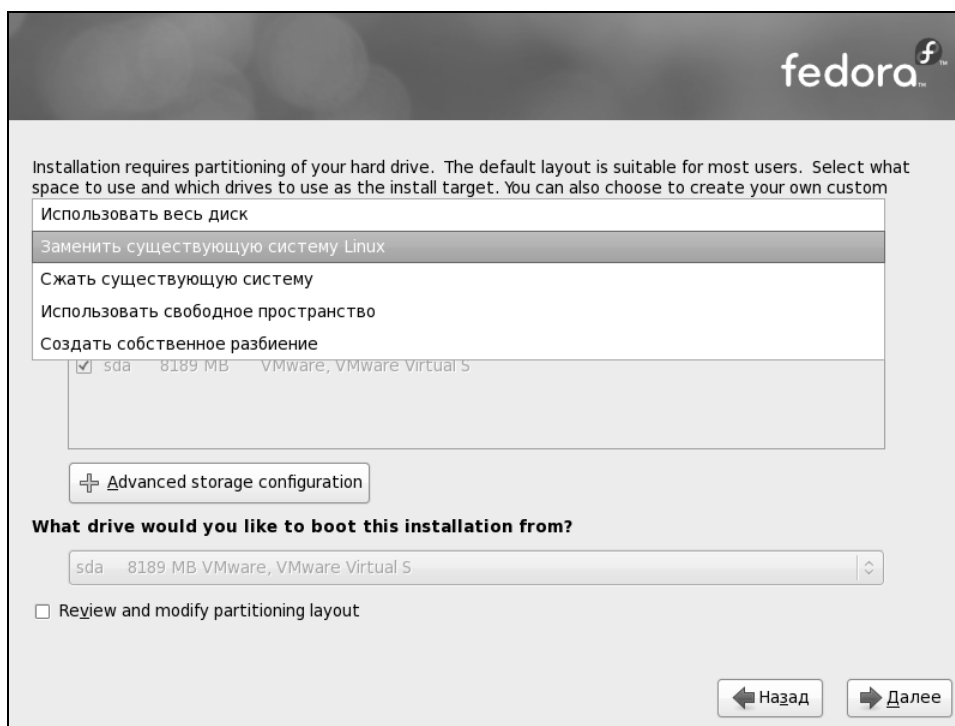 fedora
Installation requires partitioning of your hard drive.  The default layout is suitable for most users.  Select what
space to use and which drives to use as the install target. You can also choose to create your own custom
Использовать весь диск
Заменить существующую систему Linux
Сжать существующую систему
Использовать свободное пространство
Создать собственное разбиение
sda 8189 MB VMware, VMware Virtual S
Advanced storage configuration
What drive would you like to boot this installation from?
sda 8189 MB VMware, VMware Virtual S
Review and modify partitioning layout
Назад
Далее